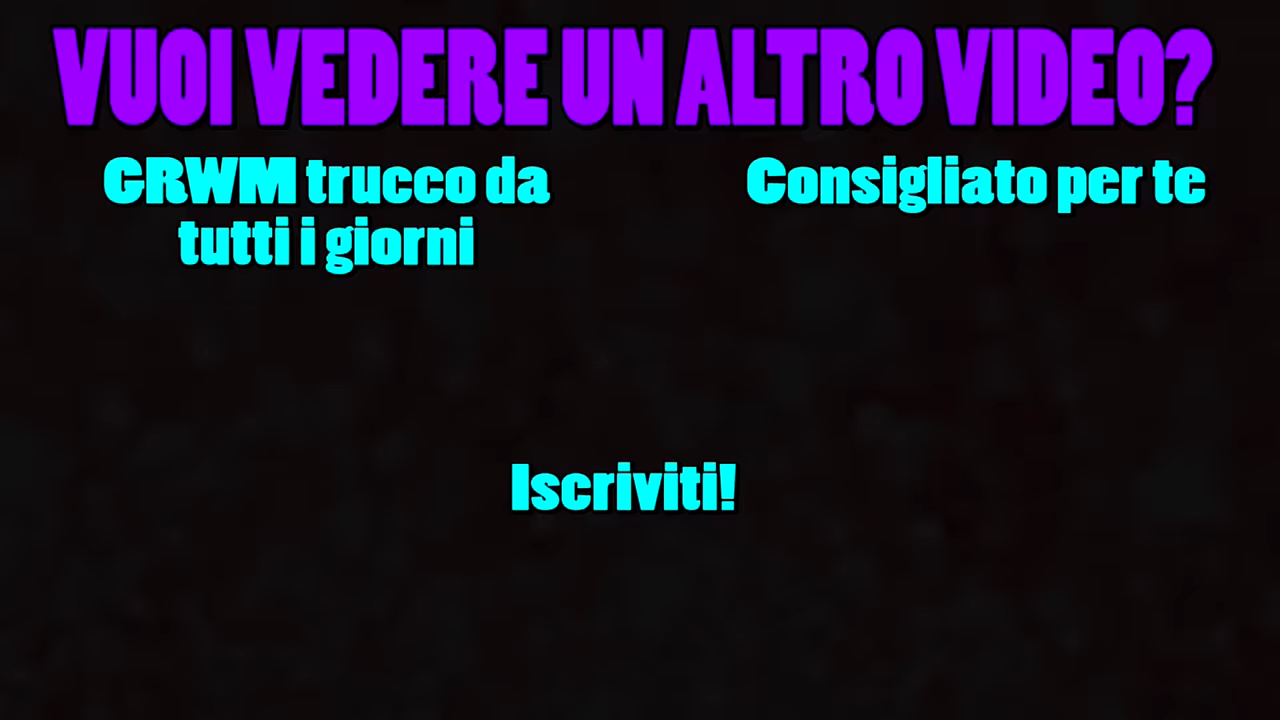 VUOI VEDERE UN ALTRO VIDEO?
GRWM trucco da
tutti i giorni
Consigliato per te
Iscriviti!